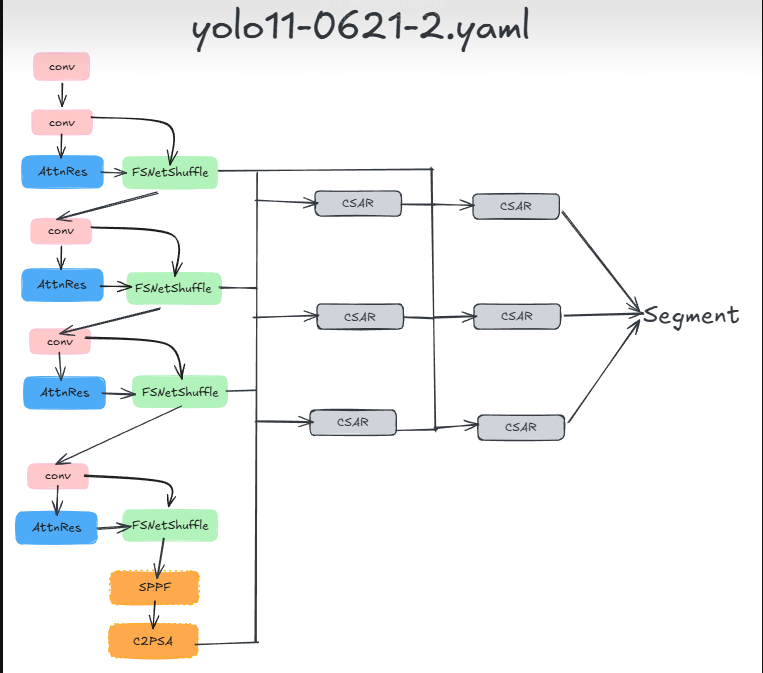 yolo11-0621-2.yaml
conv
conv
AttnRes
FSNetShuffle
CSAR
CSAR
conv
AttnRes
FSNetShuffle
CSAR
CSAR
Segment
conv
AttnRes
FSNetShuffle
CSAR
CSAR
conv
AttnRes
FSNetShuffle
SPPF
C2PSA